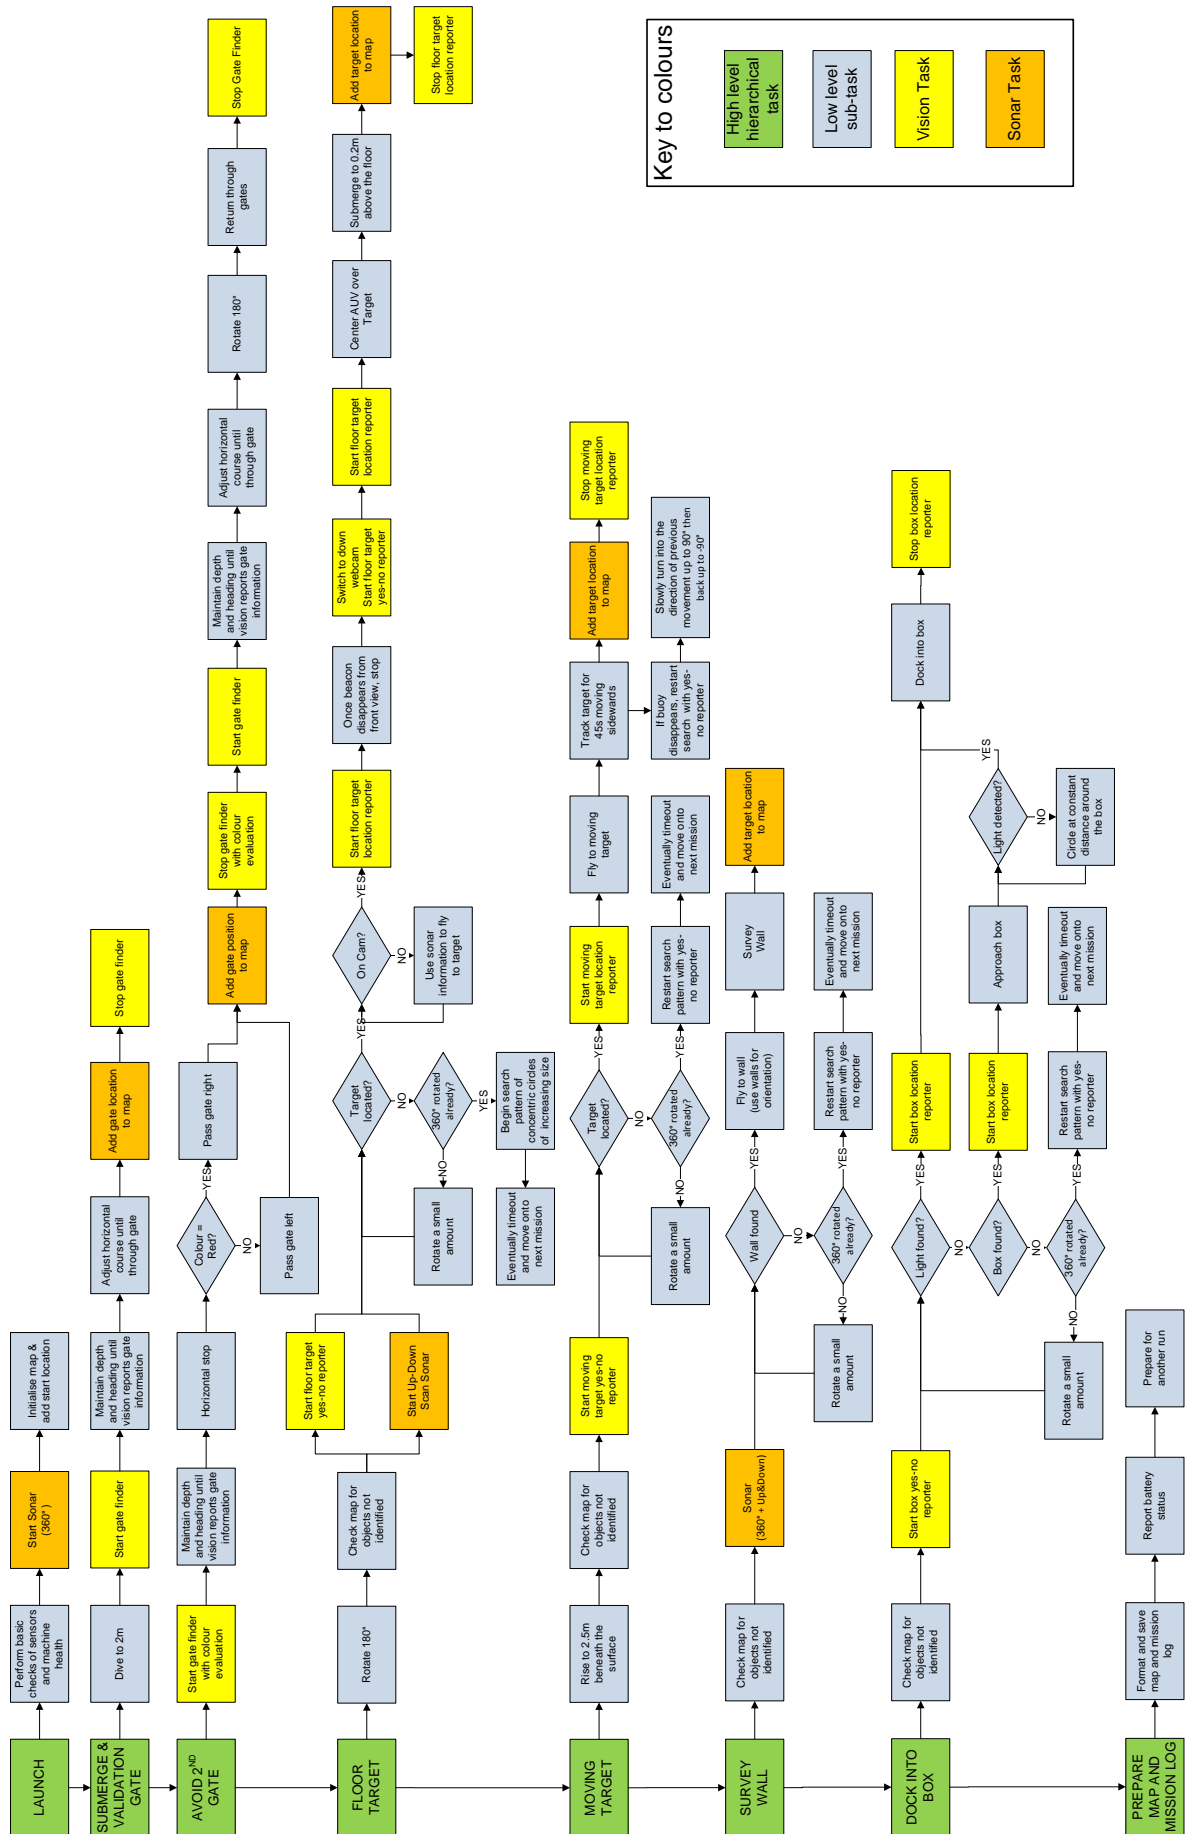 LAUNCH
Perform basic
checks of sensors
and machine
health
Start Sonar
(360°)
Initialise map &
add start location
SUBMERGE &
VALIDATION
GATE
Dive to 2m
Start gate finder
Maintain depth
and heading until
vision reports gate
information
Adjust horizontal
course until
through gate
Add gate location
to map
Stop gate finder
AVOID 2ND
GATE
Start gate finder
with colour
evaluation
Maintain depth
and heading until
vision reports gate
information
Horizontal stop
Colour =
Red?
YES
NO
Pass gate right
Pass gate left
Add gate position
to map
Stop gate finder
with colour
evaluation
Start gate finder
Maintain depth
and heading until
vision reports gate
information
Adjust horizontal
course until
through gate
Rotate 180°
Return through
gates
Stop Gate Finder
FLOOR
TARGET
Rotate 180°
Check map for
objects not
identified
Start floor target
yes-no reporter
Start Up-Down
Scan Sonar
Target
located?
YES
NO
360° rotated
already?
NO
YES
Rotate a small
amount
Begin search
pattern of
concentric circles
of increasing size
Eventually timeout
and move onto
next mission
On Cam?
YES
NO
Use sonar
information to fly
to target
Start floor target
location reporter
Once beacon
disappears from
front view, stop
Switch to down
webcam
Start floor target
yes-no reporter
Start floor target
location reporter
Center AUV over
Target
Submerge to 0.2m
above the floor
Add target location
to map
Stop floor target
location reporter
MOVING
TARGET
Rise to 2.5m
beneath the
surface
Check map for
objects not
identified
Start moving
target yes-no
reporter
Target
located?
YES
NO
360° rotated
already?
NO
YES
Rotate a small
amount
Restart search
pattern with yes-
no reporter
Eventually timeout
and move onto
next mission
Start moving
target location
reporter
Fly to moving
target
Track target for
45s moving
sidewards
If buoy
disappears, restart
search with yes-
no reporter
Slowly turn into the
direction of previous
movement up to 90° then
back up to -90°
Add target location
to map
Stop moving
target location
reporter
SURVEY
WALL
Check map for
objects not
identified
Sonar
(360° + Up&Down)
Wall found
YES
NO
360° rotated
already?
NO
YES
Rotate a small
amount
Restart search
pattern with yes-
no reporter
Eventually timeout
and move onto
next mission
Fly to wall
(use walls for
orientation)
Survey
Wall
Add target location
to map
DOCK INTO
BOX
Check map for
objects not
identified
Start box yes-no
reporter
Light found?
YES
NO
Box found?
YES
NO
360° rotated
already?
NO
YES
Rotate a small
amount
Restart search
pattern with yes-
no reporter
Eventually timeout
and move onto
next mission
Start box location
reporter
Start box location
reporter
Approach box
Light detected?
YES
NO
Circle at constant
distance around
the box
Dock into box
Stop box location
reporter
PREPARE
MAP AND
MISSION LOG
Format and save
map and mission
log
Report battery
status
Prepare for
another run
Key to colours
High level
hierarchical
task
Low level
sub-task
Vision Task
Sonar Task